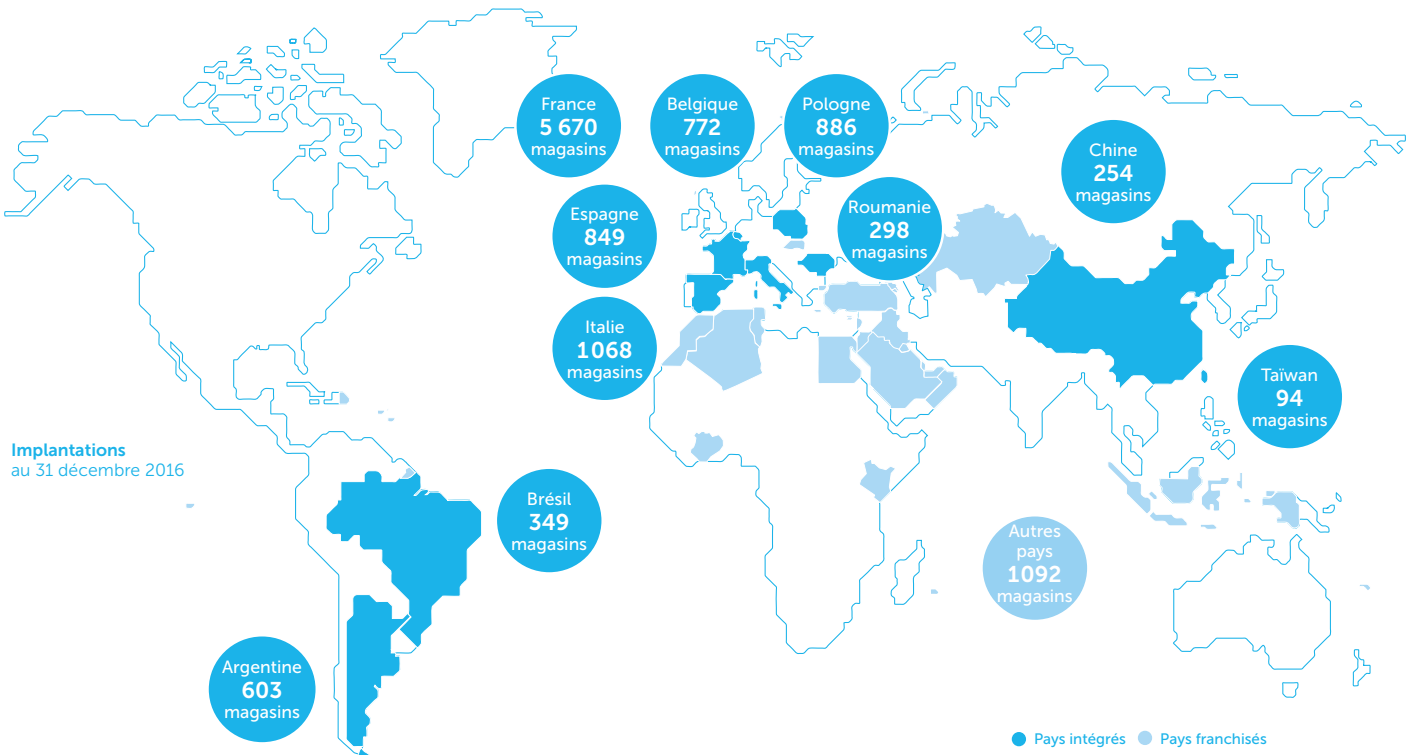 France
5 670
magasins
Belgique
772
magasins
Pologne
886
magasins
Chine
254
magasins
Espagne
849
magasins
Roumanie
298
magasins
Italie
1068
magasins
Taïwan
94
magasins
Implantations
au 31 décembre 2016
Brésil
349
magasins
Autres
pays
1092
magasins
Argentine
603
magasins
Pays intégrés
Pays franchisés